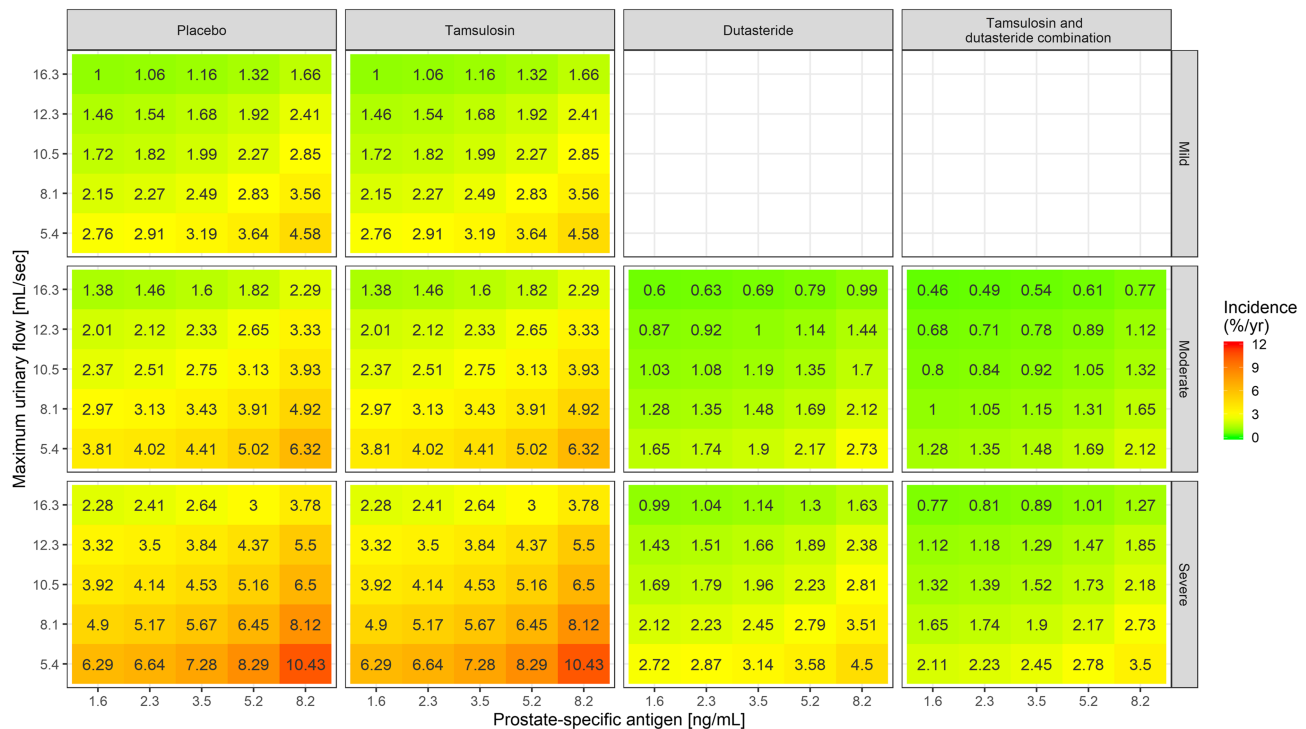 Placebo
Tamsulosin
Dutasteride
Tamsulosin and
dutasteride combination
Maximum urinary flow [mL/sec]
16.3 1 1.06 1.16 1.32 1.66 1 1.06 1.16 1.32 1.66
12.3 1.46 1.54 1.68 1.92 2.41 1.46 1.54 1.68 1.92 2.41
10.5 1.72 1.82 1.99 2.27 2.85 1.72 1.82 1.99 2.27 2.85
8.1 2.15 2.27 2.49 2.83 3.56 2.15 2.27 2.49 2.83 3.56
5.4 2.76 2.91 3.19 3.64 4.58 2.76 2.91 3.19 3.64 4.58
Mild
16.3 1.38 1.46 1.6 1.82 2.29 1.38 1.46 1.6 1.82 2.29 0.6 0.63 0.69 0.79 0.99 0.46 0.49 0.54 0.61 0.77
12.3 2.01 2.12 2.33 2.65 3.33 2.01 2.12 2.33 2.65 3.33 0.87 0.92 1 1.14 1.44 0.68 0.71 0.78 0.89 1.12
10.5 2.37 2.51 2.75 3.13 3.93 2.37 2.51 2.75 3.13 3.93 1.03 1.08 1.19 1.35 1.7 0.8 0.84 0.92 1.05 1.32
8.1 2.97 3.13 3.43 3.91 4.92 2.97 3.13 3.43 3.91 4.92 1.28 1.35 1.48 1.69 2.12 1 1.05 1.15 1.31 1.65
5.4 3.81 4.02 4.41 5.02 6.32 3.81 4.02 4.41 5.02 6.32 1.65 1.74 1.9 2.17 2.73 1.28 1.35 1.48 1.69 2.12
Moderate
16.3 2.28 2.41 2.64 3 3.78 2.28 2.41 2.64 3 3.78 0.99 1.04 1.14 1.3 1.63 0.77 0.81 0.89 1.01 1.27
12.3 3.32 3.5 3.84 4.37 5.5 3.32 3.5 3.84 4.37 5.5 1.43 1.51 1.66 1.89 2.38 1.12 1.18 1.29 1.47 1.85
10.5 3.92 4.14 4.53 5.16 6.5 3.92 4.14 4.53 5.16 6.5 1.69 1.79 1.96 2.23 2.81 1.32 1.39 1.52 1.73 2.18
8.1 4.9 5.17 5.67 6.45 8.12 4.9 5.17 5.67 6.45 8.12 2.12 2.23 2.45 2.79 3.51 1.65 1.74 1.9 2.17 2.73
5.4 6.29 6.64 7.28 8.29 10.43 6.29 6.64 7.28 8.29 10.43 2.72 2.87 3.14 3.58 4.5 2.11 2.23 2.45 2.78 3.5
Severe
1.6 2.3 3.5 5.2 8.2 1.6 2.3 3.5 5.2 8.2 1.6 2.3 3.5 5.2 8.2 1.6 2.3 3.5 5.2 8.2
Prostate-specific antigen [ng/mL]
Incidence
(%/yr)
12
9
6
3
0